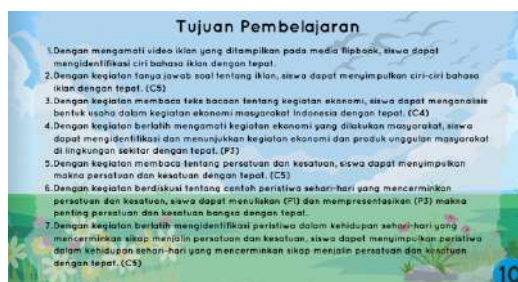 Tujuan Pembelajaran
1.Dengan mengamati video iklan yang ditampilkan pada media flipbook, siswa dapat
mengidentifikasi ciri bahasa iklan dengan tepat.
2.Dengan kegiatan tanya jawab soal tentang iklan, siswa dapat menyimpulkan ciri-ciri bahasa
iklan dengan tepat. (C5)
3.Dengan kegiatan membaca teks bacaan tentang kegiatan ekonomi, siswa dapat menganalisis
bentuk usaha dalam kegiatan ekonomi masyarakat Indonesia dengan tepat. (C4)
4.Dengan kegiatan berlatih mengamati kegiatan ekonomi yang dilakukan masyarakat, siswa
dapat mengidentifikasi dan menunjukkan kegiatan ekonomi dan produk unggulan masyarakat
di lingkungan sekitar dengan tepat. (P3)
5.Dengan kegiatan membaca tentang persatuan dan kesatuan, siswa dapat menyimpulkan
makna persatuan dan kesatuan dengan tepat. (C5)
6.Dengan kegiatan berdiskusi tentang contoh peristiwa sehari-hari yang mencerminkan
persatuan dan kesatuan, siswa dapat menuliskan (P1) dan mempresentasikan (P3) makna
penting persatuan dan kesatuan bangsa dengan tepat.
7.Dengan kegiatan berlatih mengidentifikasi peristiwa dalam kehidupan sehari-hari yang
mencerminkan sikap menjalin persatuan dan kesatuan, siswa dapat menyimpulkan peristiwa
dalam kehidupan sehari-hari yang mencerminkan sikap menjalin persatuan dan kesatuan
dengan tepat. (C5)
10